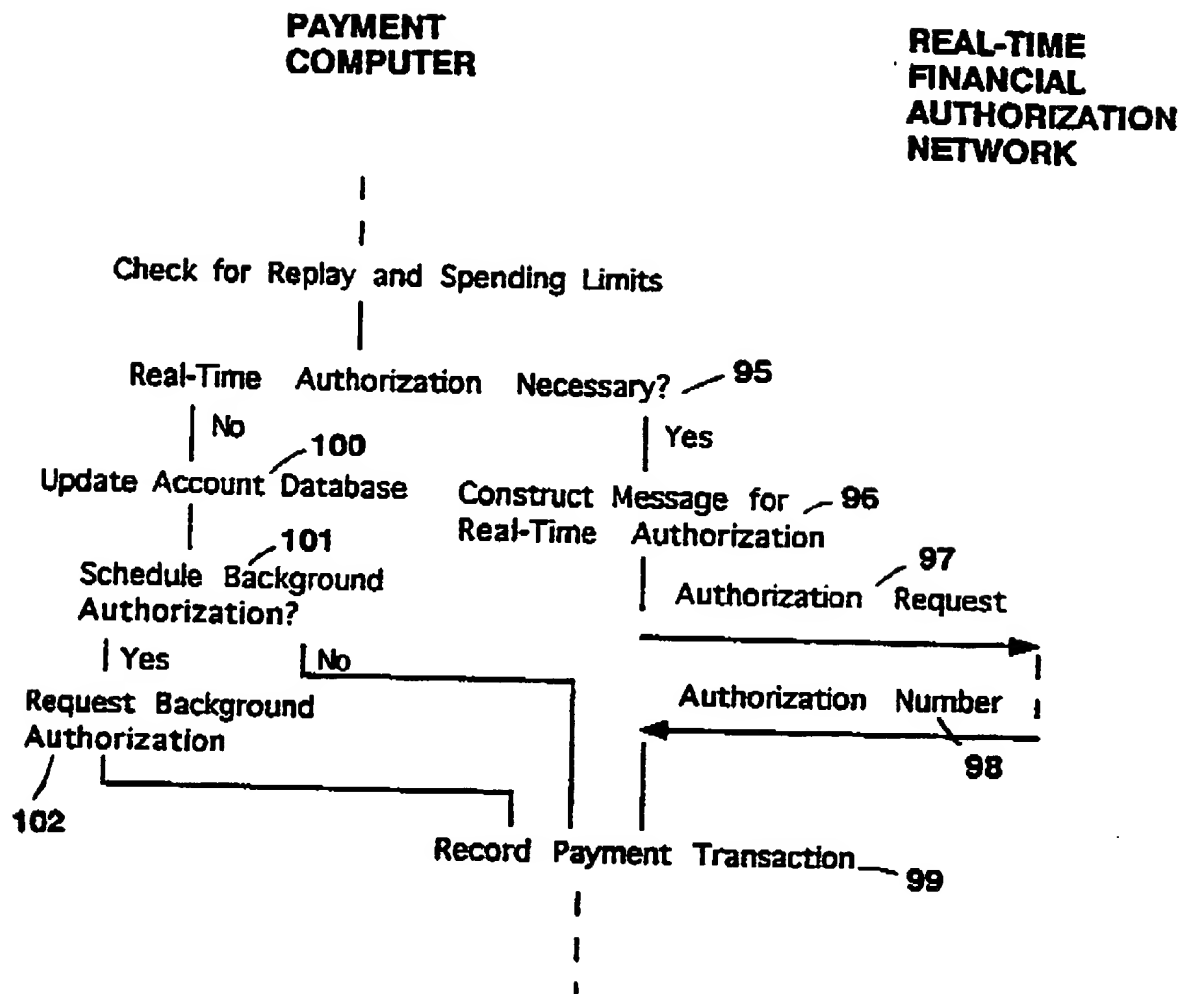 PAYMENT
COMPUTER
REAL-TIME
FINANCIAL
AUTHORIZATION
NETWORK
Check for Replay and Spending Limits
Real-Time Authorization Necessary? 95
No
Yes
100
Update Account Database
Construct Message for
Real-Time Authorization
96
101
Schedule Background
Authorization?
97
Authorization Request
Yes
No
Request Background
Authorization
102
Authorization Number
98
Record Payment Transaction 99